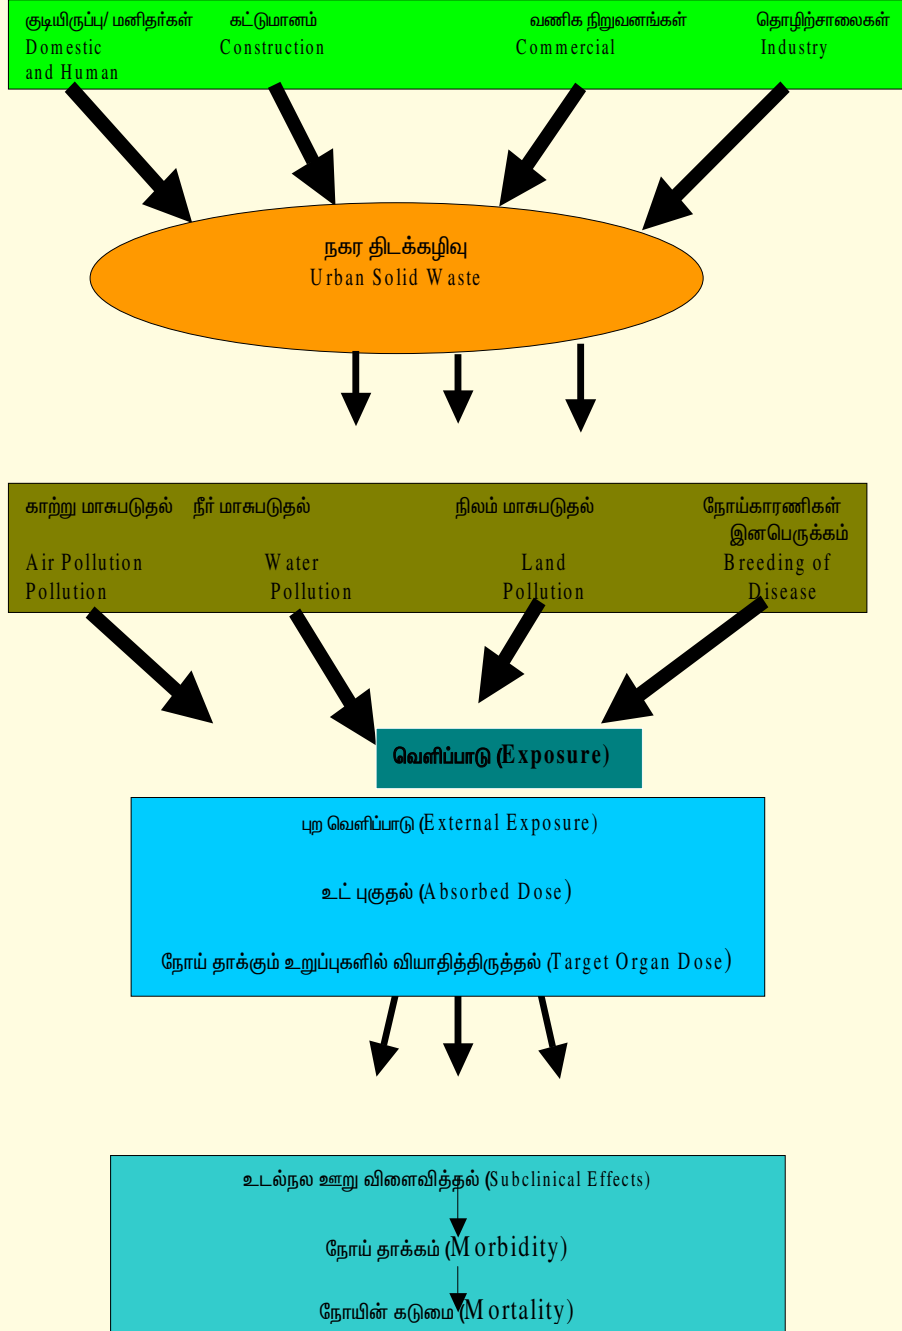 குடியிருப்பு/ மனிதர்கள் கட்டுமானம் வணிக நிறுவனங்கள் தொழிற்சாலைகள்
Domestic Construction Commercial Industry
and Human
நகர திடக்கழிவு
Urban Solid Waste
காற்று மாசுபடுதல் நீர் மாசுபடுதல் நிலம் மாசுபடுதல் நோய்காரணிகள்
இனபெருக்கம்
Air Pollution Water Land Breeding of
Pollution Pollution Pollution Disease
வெளிப்பாடு (Exposure)
புற வெளிப்பாடு (External Exposure)
உட் புகுதல் (Absorbed Dose)
நோய் தாக்கும் உறுப்புகளில் வியாதித்திருத்தல் (Target Organ Dose)
உடல்நல ஊறு விளைவித்தல் (Subclinical Effects)
நோய் தாக்கம் (Morbidity)
நோயின் கடுமை (Mortality)